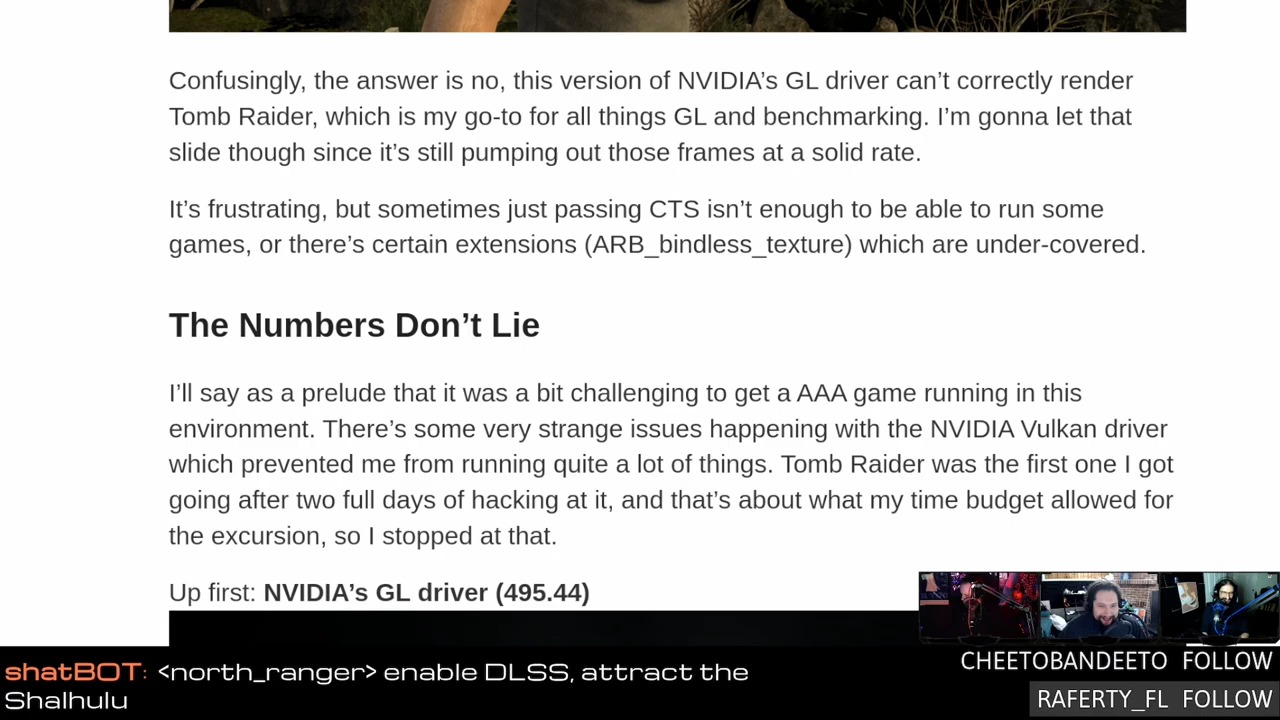 Confusingly, the answer is no, this version of NVIDIA’s GL driver can’t correctly render
Tomb Raider, which is my go-to for all things GL and benchmarking. I’m gonna let that
slide though since it’s still pumping out those frames at a solid rate.
It’s frustrating, but sometimes just passing CTS isn’t enough to be able to run some
games, or there’s certain extensions (ARB_bindless_texture) which are under-covered.
The Numbers Don’t Lie
I’ll say as a prelude that it was a bit challenging to get a AAA game running in this
environment. There’s some very strange issues happening with the NVIDIA Vulkan driver
which prevented me from running quite a lot of things. Tomb Raider was the first one I got
going after two full days of hacking at it, and that’s about what my time budget allowed for
the excursion, so I stopped at that.
Up first: NVIDIA’s GL driver (495.44)
shatBOT: <north_ranger> enable DLSS, attract the
Shalhulu
CHEETOBANDEETO FOLLOW
RAFERTY_FL FOLLOW